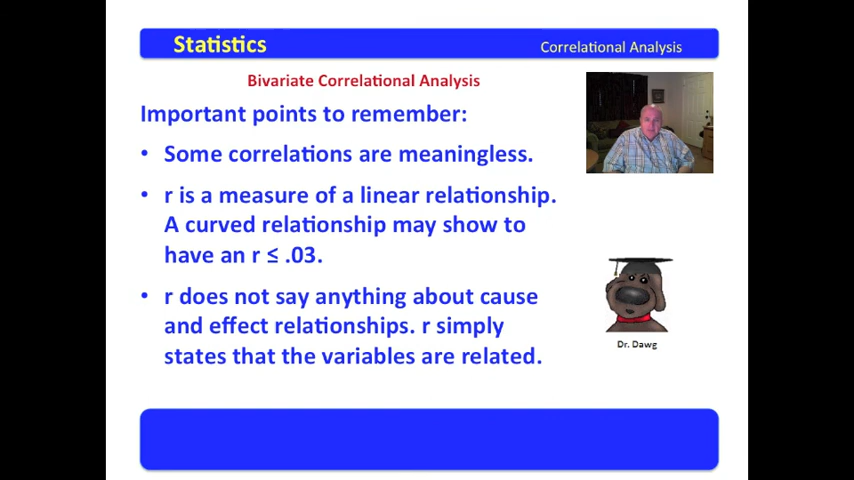 Statistics
Correlational Analysis
Bivariate Correlational Analysis
Important points to remember:
• Some correlations are meaningless.
• r is a measure of a linear relationship.
A curved relationship may show to
have an r ≤ .03.
• r does not say anything about cause
and effect relationships. r simply
states that the variables are related.
Dr. Dawg